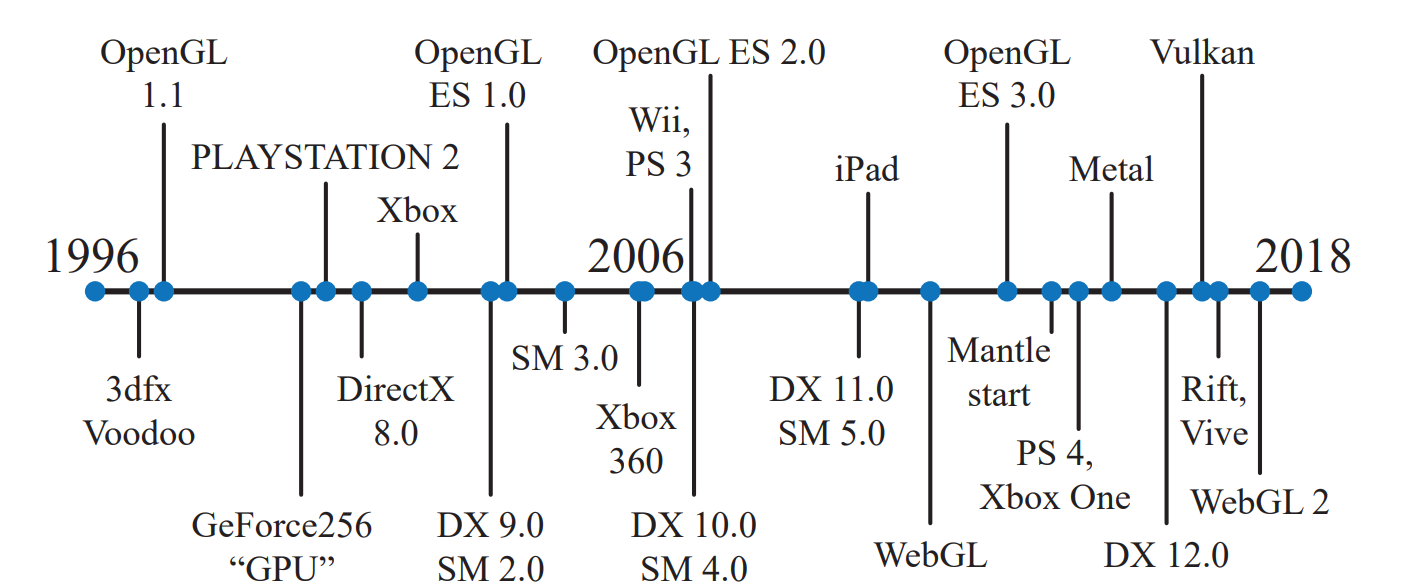 OpenGL
1.1
OpenGL
ES 1.0
OpenGL ES 2.0
OpenGL
ES 3.0
Vulkan
Wii,
PS 3
PLAYSTATION 2
iPad
Metal
Xbox
1996
2006
2018
3dfx
Voodoo
DirectX
8.0
SM 3.0
Xbox
360
DX 11.0
SM 5.0
Mantle
start
Rift,
Vive
PS 4,
Xbox One
WebGL 2
GeForce256
“GPU”
DX 9.0
SM 2.0
DX 10.0
SM 4.0
WebGL
DX 12.0